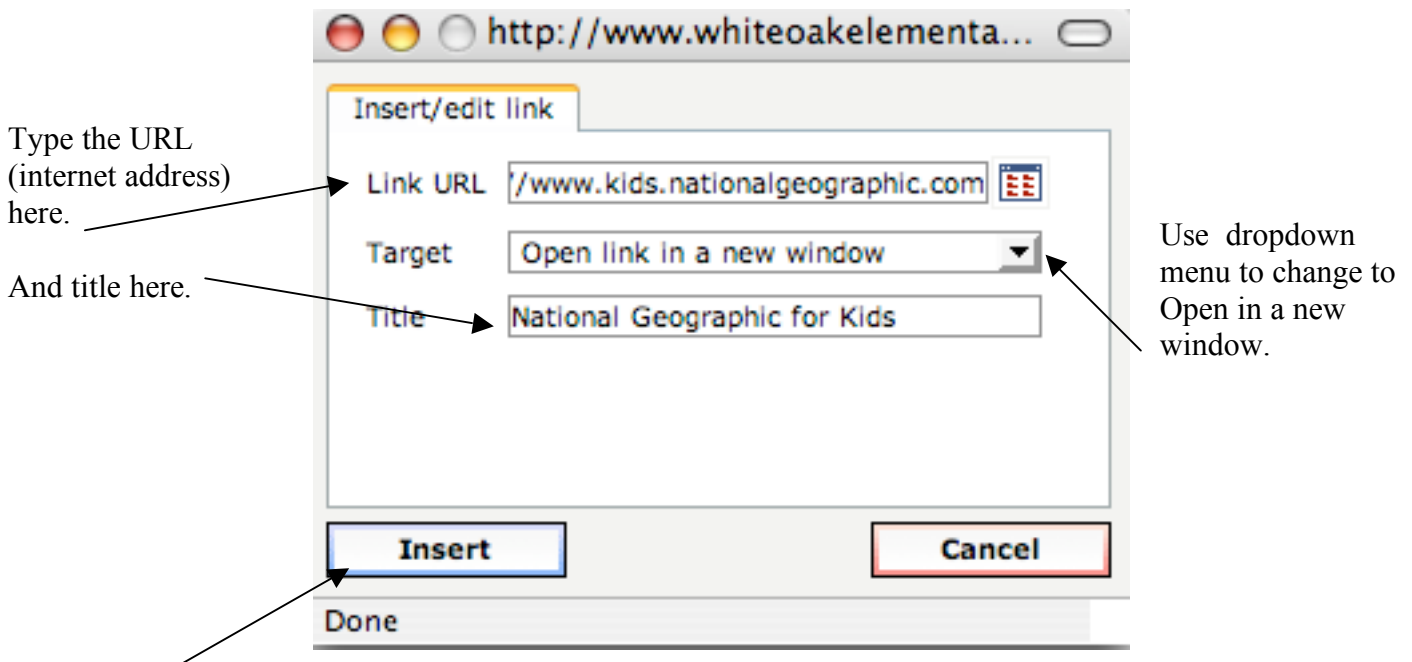 http://www.whiteoakelementa...
Insert/edit link
Type the URL
(internet address)
here.
Link URL
'/www.kids.nationalgeographic.com
Target
Open link in a new window
Use dropdown
menu to change to
Open in a new
window.
And title here.
Title
National Geographic for Kids
Insert
Cancel
Done